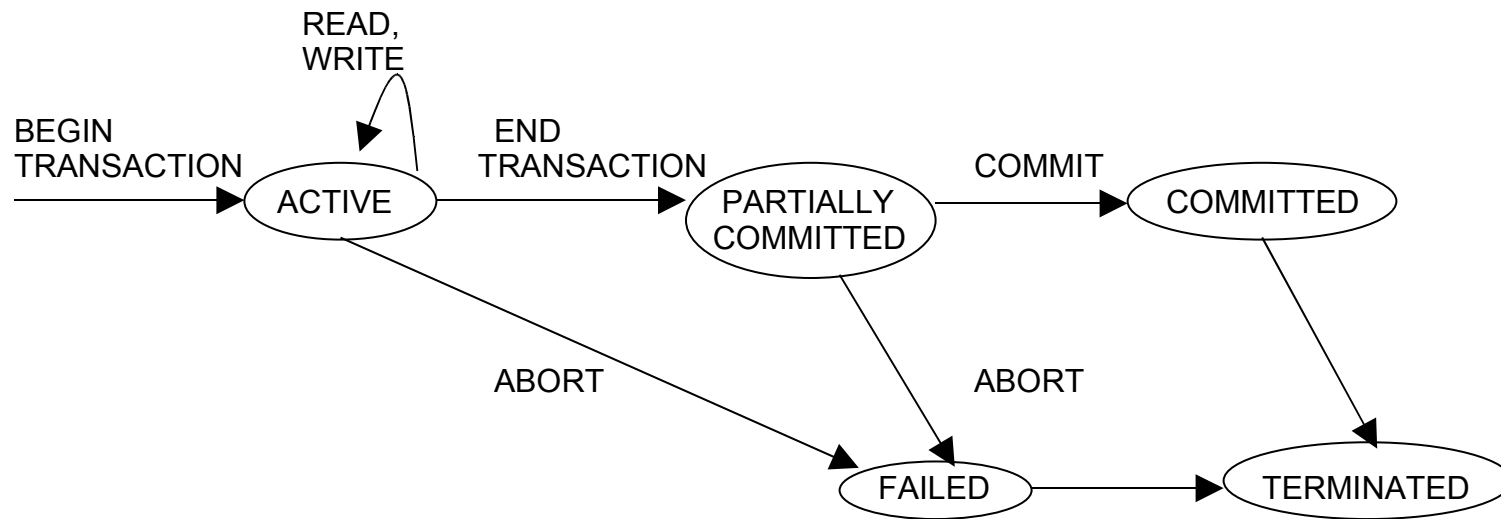 READ,
WRITE
BEGIN
TRANSACTION
END
TRANSACTION
COMMIT
ACTIVE
PARTIALLY
COMMITTED
COMMITTED
ABORT
ABORT
FAILED
TERMINATED